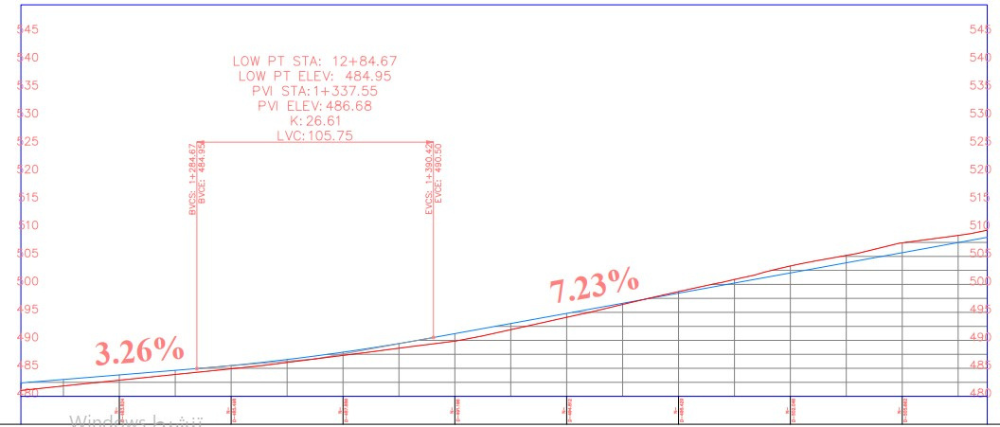 545
545
540
540
535
535
530
530
525
525
520
520
515
515
510
510
505
505
500
500
495
495
490
490
485
485
480
480
LOW PT STA: 12+84.67
LOW PT ELEV: 484.95
PVI STA:1+337.55
PVI ELEV:486.68
K:26.61
LVC:105.75
BVCS: 1+284.67
BVCE: 484.95
EVCS: 1+390.42
EVCE: 490.50
3.26%
7.23%
Windows تنشيط